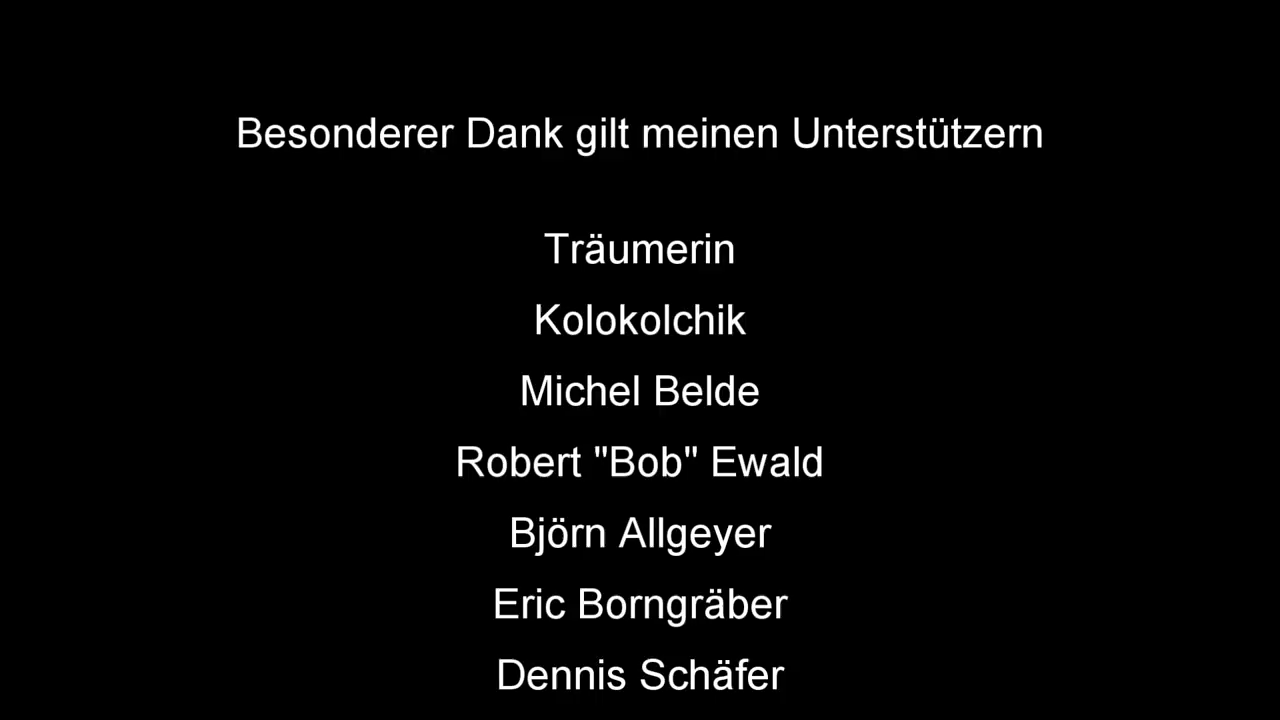 Besonderer Dank gilt meinen Unterstützern
Träumerin
Kolokolchik
Michel Belde
Robert "Bob" Ewald
Björn Allgeyer
Eric Borngräber
Dennis Schäfer